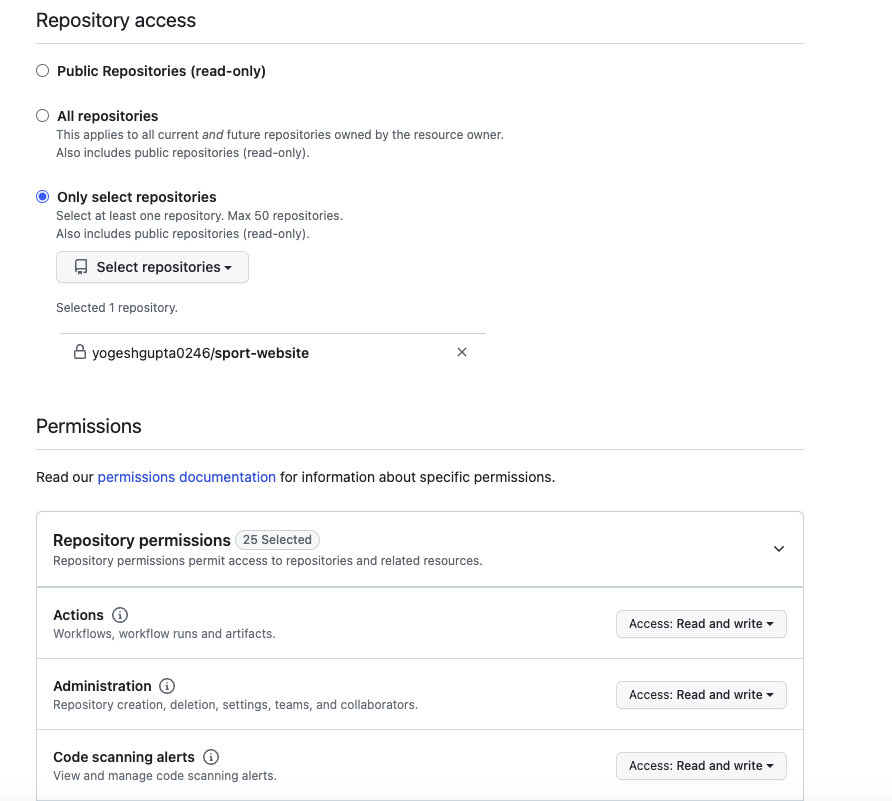 Repository access
Public Repositories (read-only)
All repositories
This applies to all current and future repositories owned by the resource owner.
Also includes public repositories (read-only).
Only select repositories
Select at least one repository. Max 50 repositories.
Also includes public repositories (read-only).
Select repositories
Selected 1 repository.
yogeshgupta0246/sport-website
Permissions
Read our permissions documentation for information about specific permissions.
Repository permissions 25 Selected
Repository permissions permit access to repositories and related resources.
Actions
Workflows, workflow runs and artifacts.
Access: Read and write
Administration
Repository creation, deletion, settings, teams, and collaborators.
Access: Read and write
Code scanning alerts
View and manage code scanning alerts.
Access: Read and write